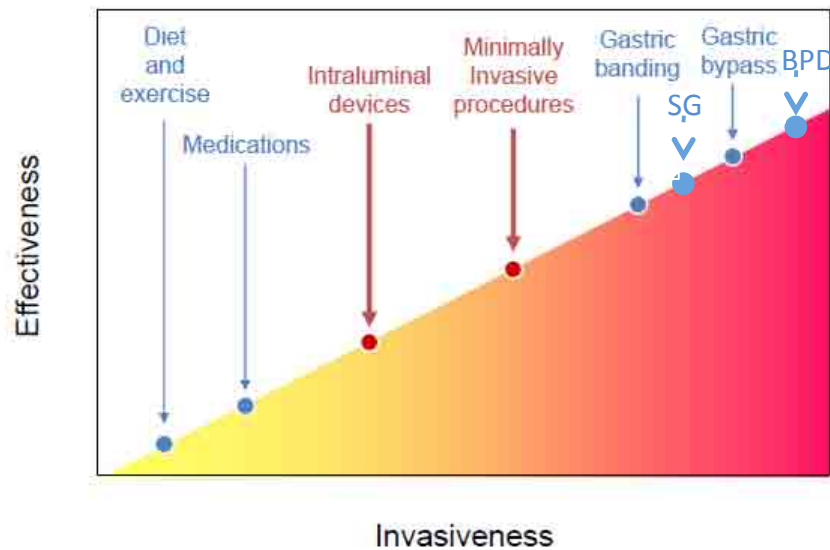 Diet
and
exercise
Medications
Intraluminal
devices
Minimally
Invasive
procedures
Gastric
banding
SG
Gastric
bypass
BPD
Effectiveness
Invasiveness